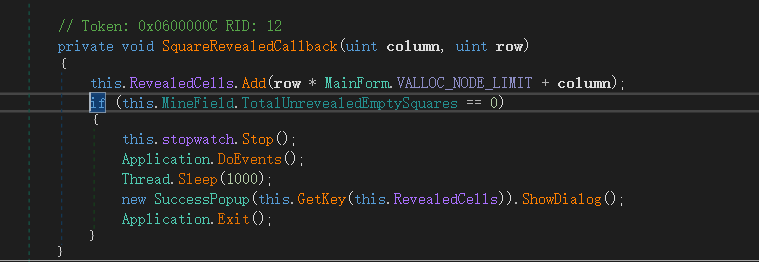 // Token: 0x0600000C RID: 12
private void SquareRevealedCallback(uint column, uint row)
{
this.RevealedCells.Add(row * MainForm.VALLOC_NODE_LIMIT + column);
if (this.MineField.TotalUnrevealedEmptySquares == 0)
{
this.stopwatch.Stop();
Application.DoEvents();
Thread.Sleep(1000);
new SuccessPopup(this.GetKey(this.RevealedCells)).ShowDialog();
Application.Exit();
}
}